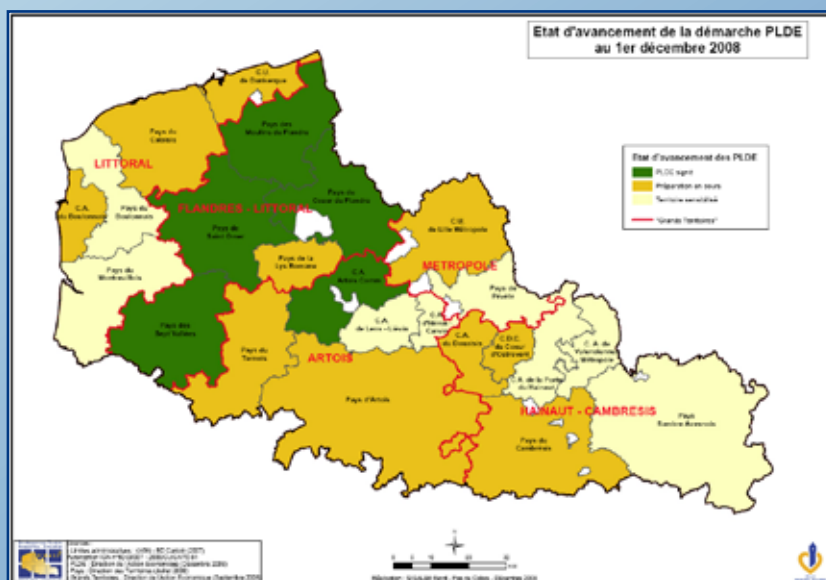 Etat d'avancement de la démarche PLDE
au 1er décembre 2008
Etat d'avancement des PLDE
PLDE signé
Préparation en cours
Territoire sensibilisé
"Grands Territoires"
C.U.
de Dunkerque
Pays du
Calaisis
Pays des
Moulins de Flandre
LITTORAL
C.A.
du Boulonnais
Pays du
Boulonnais
FLANDRES - LITTORAL
Pays du
Coeur de Flandre
Pays de
Saint Omer
C.U.
de Lille Métropole
Pays de la
Lys Romane
METROPOLE
Pays du
Montreuillois
C.A.
Artois Comm
Pays de
Pévèle
C.A.
de Lens - Liévin
C.A.
d'Hénin
Carvin
Pays des
Sept Vallées
Pays du
Ternois
ARTOIS
C.A.
du Douaisis
C.D.C.
du Coeur
d'Ostrevent
C. A. de
Valenciennes
Métropole
C.A. de la Porte
du Hainaut
Pays d'Artois
HAINAUT - CAMBRESIS
Pays du
Cambrésis
Pays
Sambre Avesnois